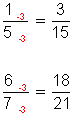 1 ·3 = 3
5 ·3 15
6 ·3 = 18
7 ·3 21